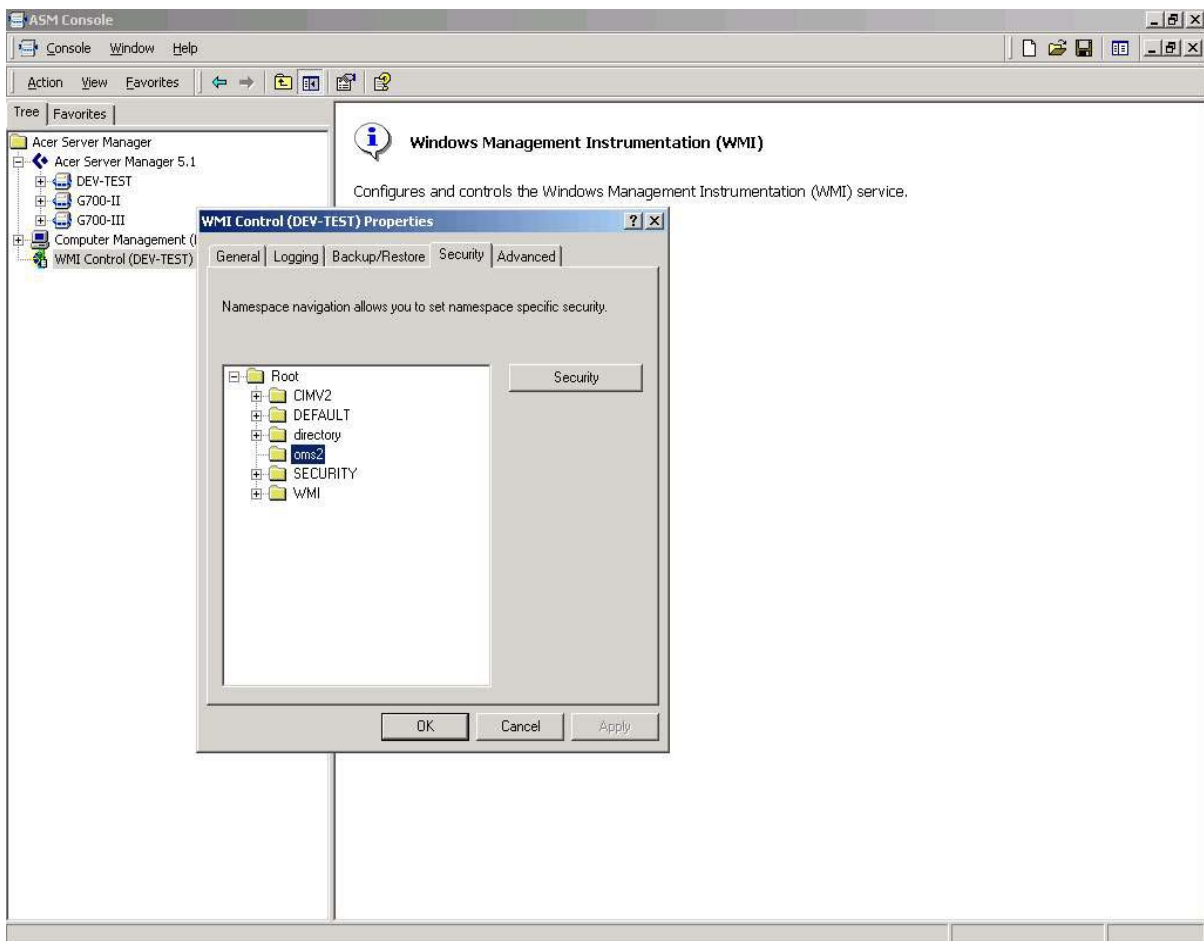 ASM Console
Console Window Help
Action View Favorites
Tree Favorites
Acer Server Manager
Acer Server Manager 5.1
DEV-TEST
G700-II
G700-III
Computer Management (
WMI Control (DEV-TEST)
Windows Management Instrumentation (WMI)
Configures and controls the Windows Management Instrumentation (WMI) service.
WMI Control (DEV-TEST) Properties
General Logging Backup/Restore Security Advanced
Namespace navigation allows you to set namespace specific security.
Root
CIMV2
DEFAULT
directory
oms2
SECURITY
WMI
Security
OK Cancel Apply